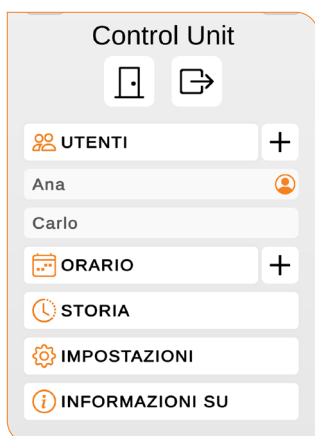 Control Unit
UTENTI
Ana
Carlo
ORARIO
STORIA
IMPOSTAZIONI
INFORMAZIONI SU